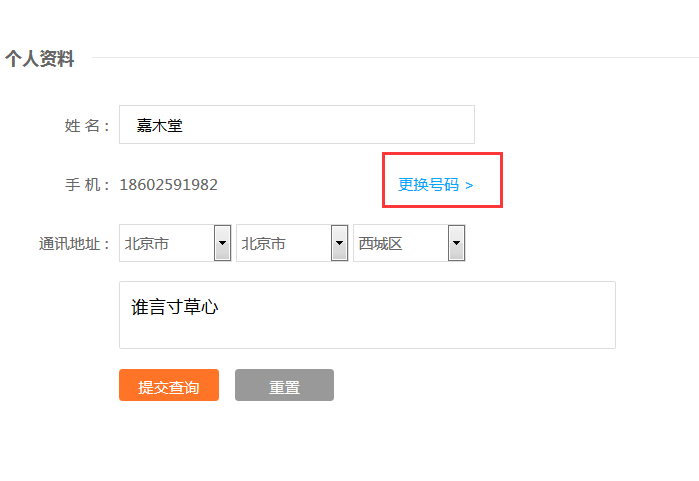 个人资料
姓 名： 嘉木堂
手 机： 18602591982 更换号码 >
通讯地址： 北京市 北京市 西城区
谁言寸草心
提交查询 重置